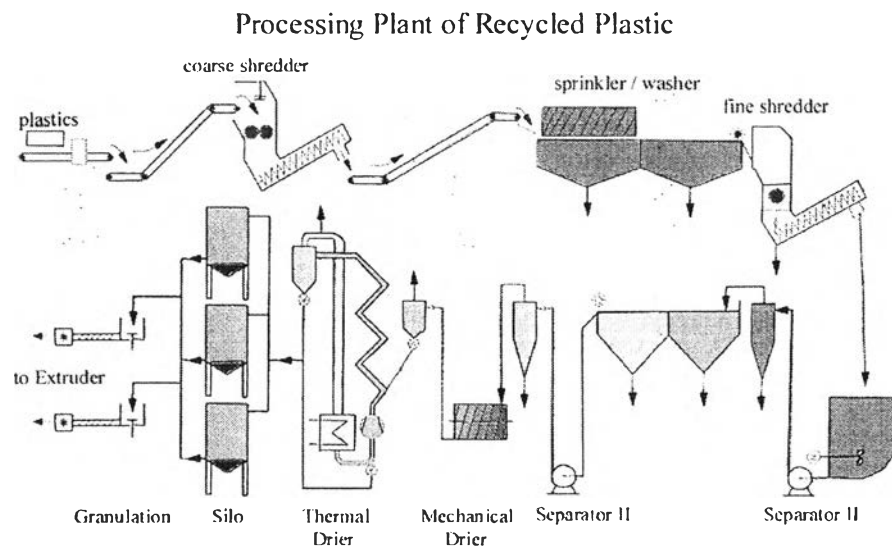 Processing Plant of Recycled Plastic
coarse shredder
sprinkler / washer
fine shredder
plastics
to Extruder
Granulation
Silo
Thermal
Drier
Mechanical
Drier
Separator II
Separator II